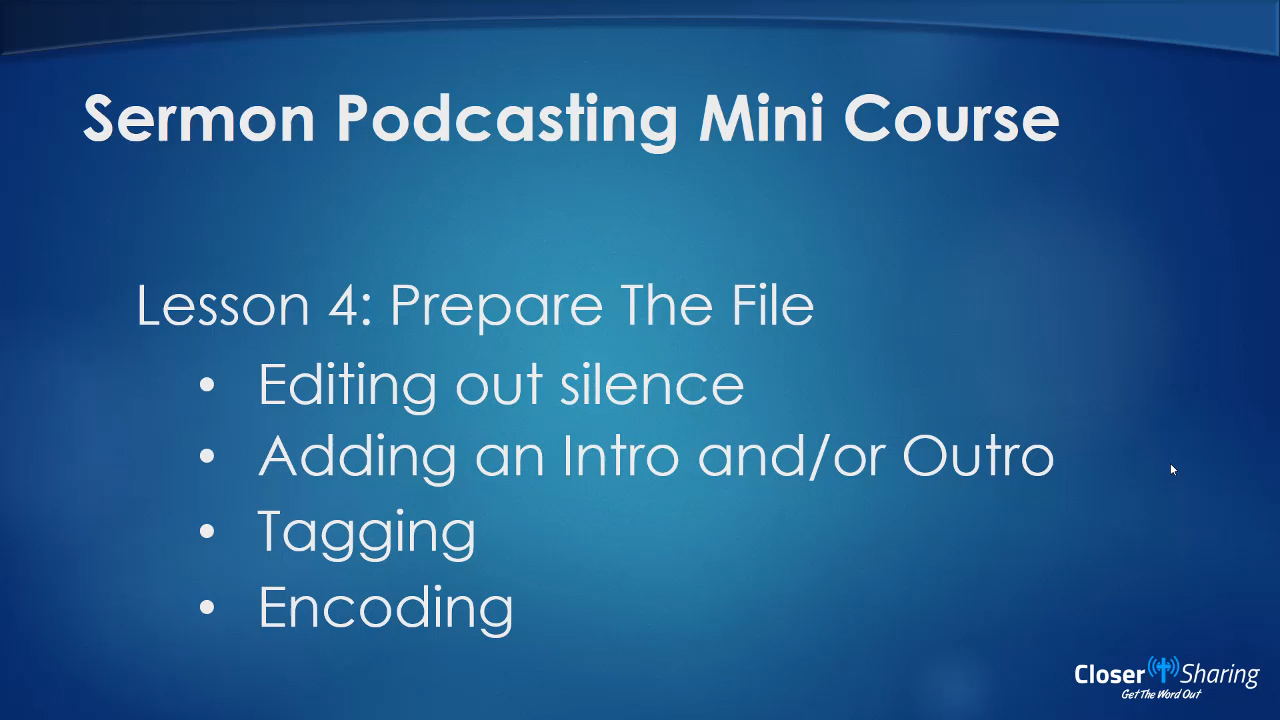 Sermon Podcasting Mini Course
Lesson 4: Prepare The File
• Editing out silence
• Adding an Intro and/or Outro
• Tagging
• Encoding
Closer Sharing
Get The Word Out